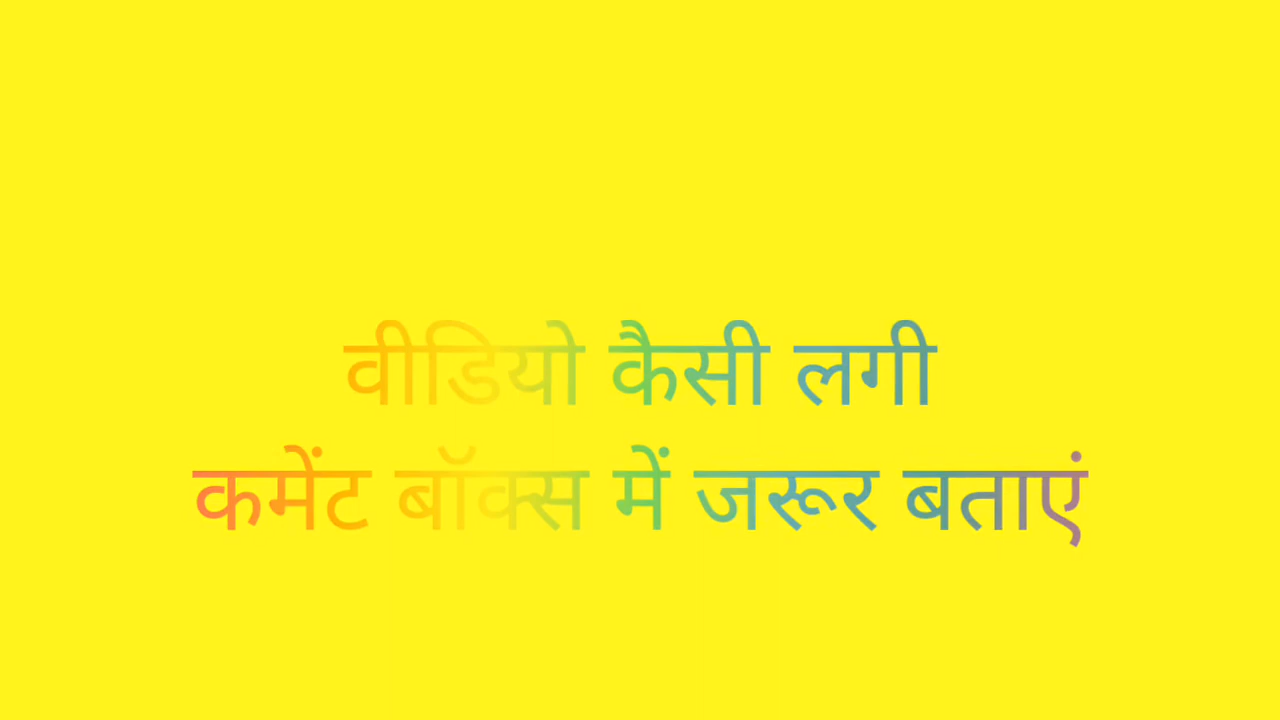 वीडियो कैसी लगी
कमेंट बॉक्स में जरूर बताएं